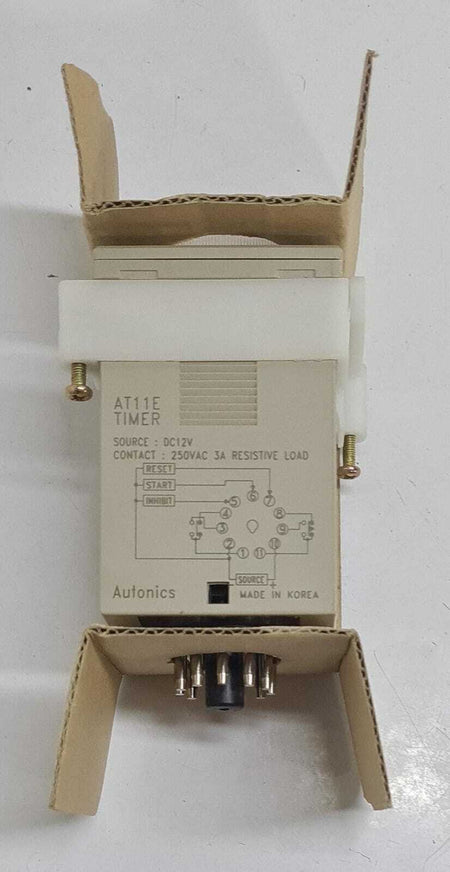 AT11E
TIMER
SOURCE : DC12V
CONTACT : 250VAC 3A RESISTIVE LOAD
RESET
START
INHIBIT
5 6 7
4 8
3 9
2 10
1 11
SOURCE
- +
Autonics
MADE IN KOREA